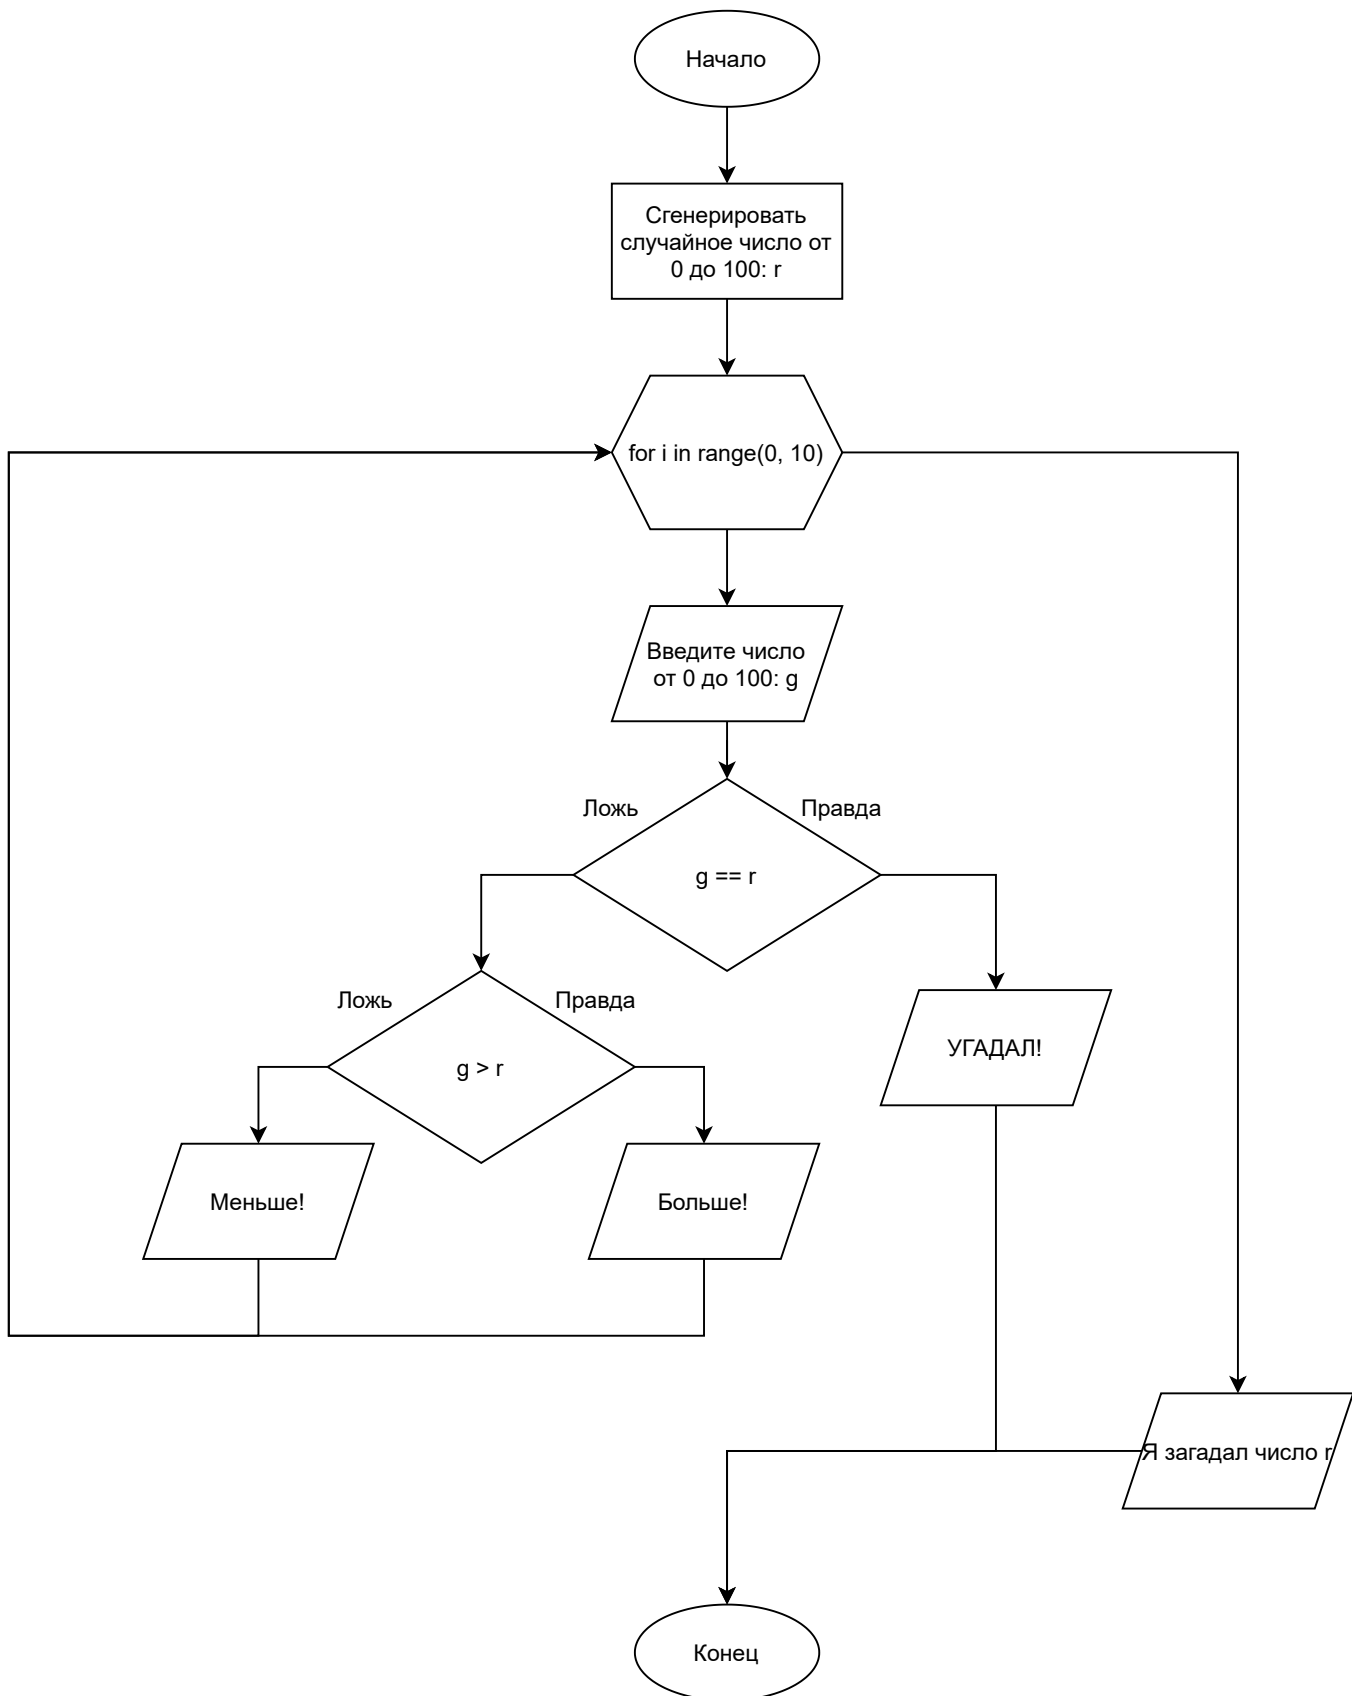 Начало
Сгенерировать
случайное число от
0 до 100: r
for i in range(0, 10)
Введите число
от 0 до 100: g
Ложь
Правда
g == r
Ложь
Правда
g > r
УГАДАЛ!
Меньше!
Больше!
Я загадал число r
Конец